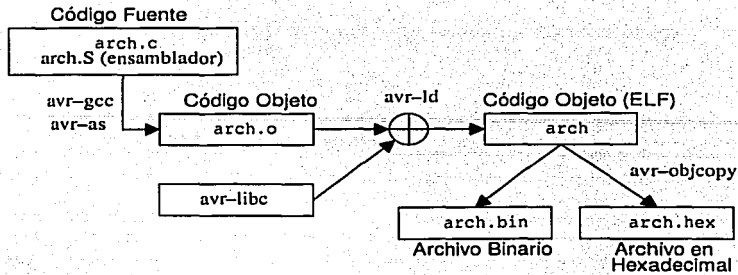 Código Fuente
arch.c
arch.S (ensamblador)
avr-gcc
avr-as
Código Objeto
arch.o
avr-ld
Código Objeto (ELF)
arch
avr-libc
avr-objcopy
arch.bin
Archivo Binario
arch.hex
Archivo en
Hexadecimal